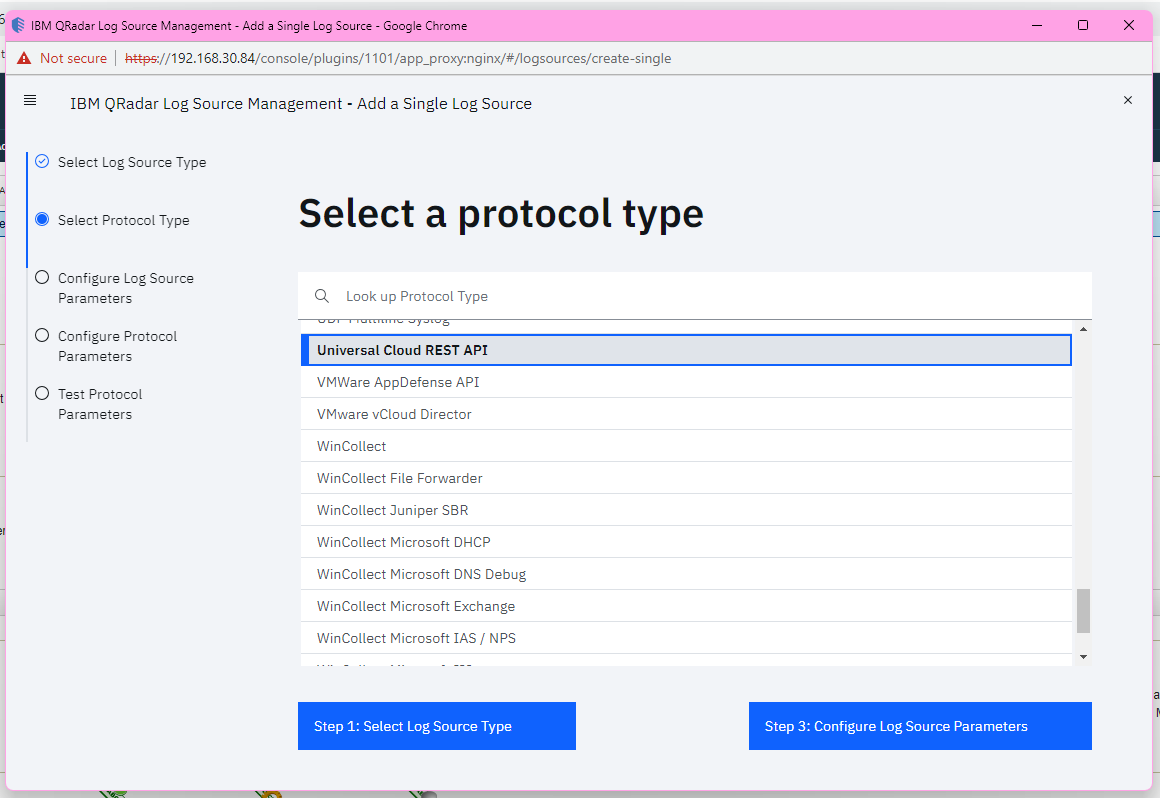 IBM QRadar Log Source Management - Add a Single Log Source - Google Chrome
Not secure
https://192.168.30.84/console/plugins/1101/app_proxy:nginx/#/logsources/create-single
IBM QRadar Log Source Management - Add a Single Log Source
Select Log Source Type
Select Protocol Type
Configure Log Source
Parameters
Configure Protocol
Parameters
Test Protocol
Parameters
Select a protocol type
Look up Protocol Type
UDP Multiline Syslog
Universal Cloud REST API
VMWare AppDefense API
VMware vCloud Director
WinCollect
WinCollect File Forwarder
WinCollect Juniper SBR
WinCollect Microsoft DHCP
WinCollect Microsoft DNS Debug
WinCollect Microsoft Exchange
WinCollect Microsoft IAS / NPS
Step 1: Select Log Source Type
Step 3: Configure Log Source Parameters